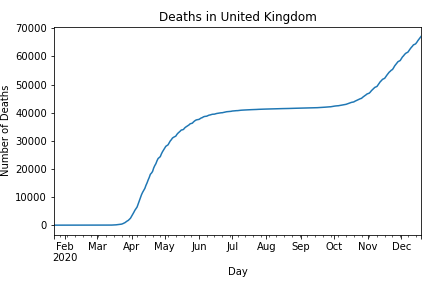 Deaths in United Kingdom
Number of Deaths
70000
60000
50000
40000
30000
20000
10000
0
Feb Mar Apr May Jun Jul Aug Sep Oct Nov Dec
2020
Day